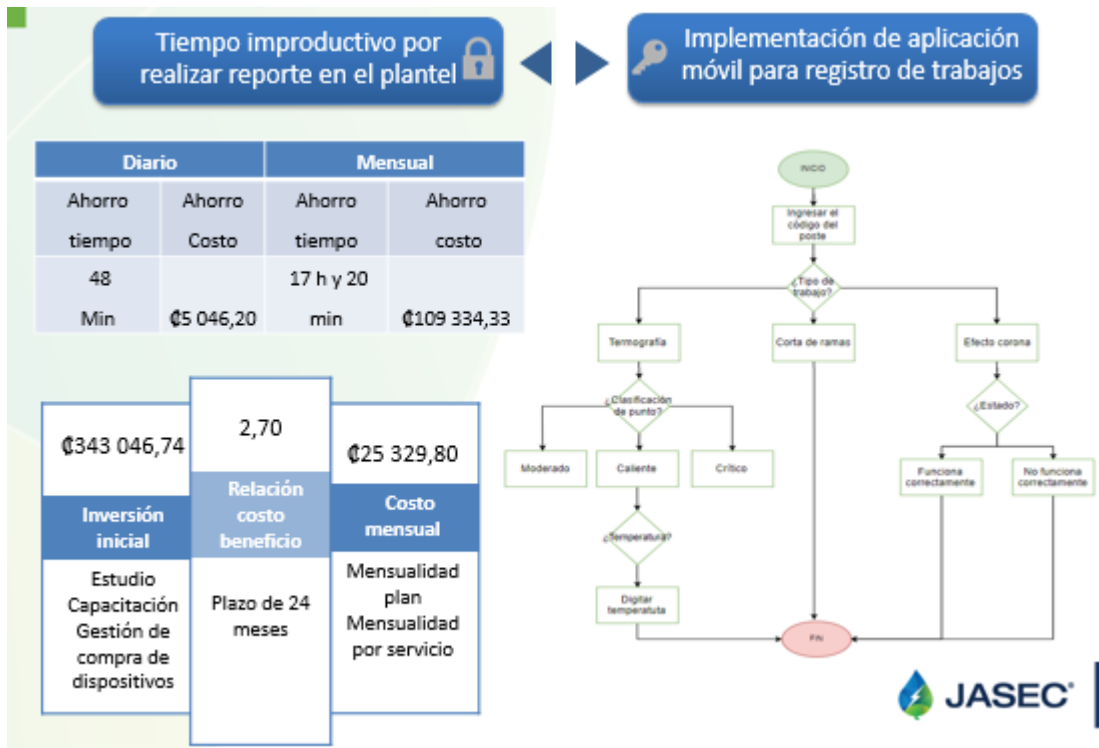 Tiempo improductivo por
realizar reporte en el plantel
Implementación de aplicación
móvil para registro de trabajos
Diario
Mensual
Ahorro
tiempo
Ahorro
Costo
Ahorro
tiempo
Ahorro
costo
48
Min
₡5 046,20
17 h y 20
min
₡109 334,33
₡343 046,74
Inversión
inicial
Estudio
Capacitación
Gestión de
compra de
dispositivos
2,70
Relación
costo
beneficio
Plazo de 24
meses
₡25 329,80
Costo
mensual
Mensualidad
plan
Mensualidad
por servicio
INICIO
Ingresar el
código del
poste
¿Tipo de
trabajo?
Termografía
Corta de ramas
Efecto corona
¿Clasificación
de punto?
¿Estado?
Moderado
Caliente
Crítico
Funciona
correctamente
No funciona
correctamente
¿Temperatura?
Digitar
temperatuta
FIN
JASEC